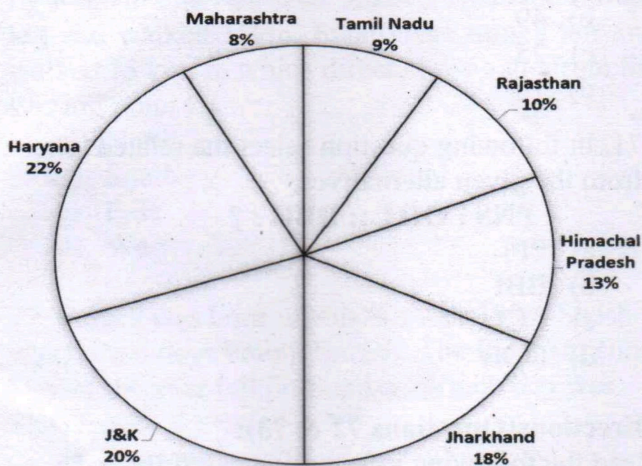 Maharashtra
8%
Tamil Nadu
9%
Rajasthan
10%
Haryana
22%
Himachal
Pradesh
13%
J&K
20%
Jharkhand
18%